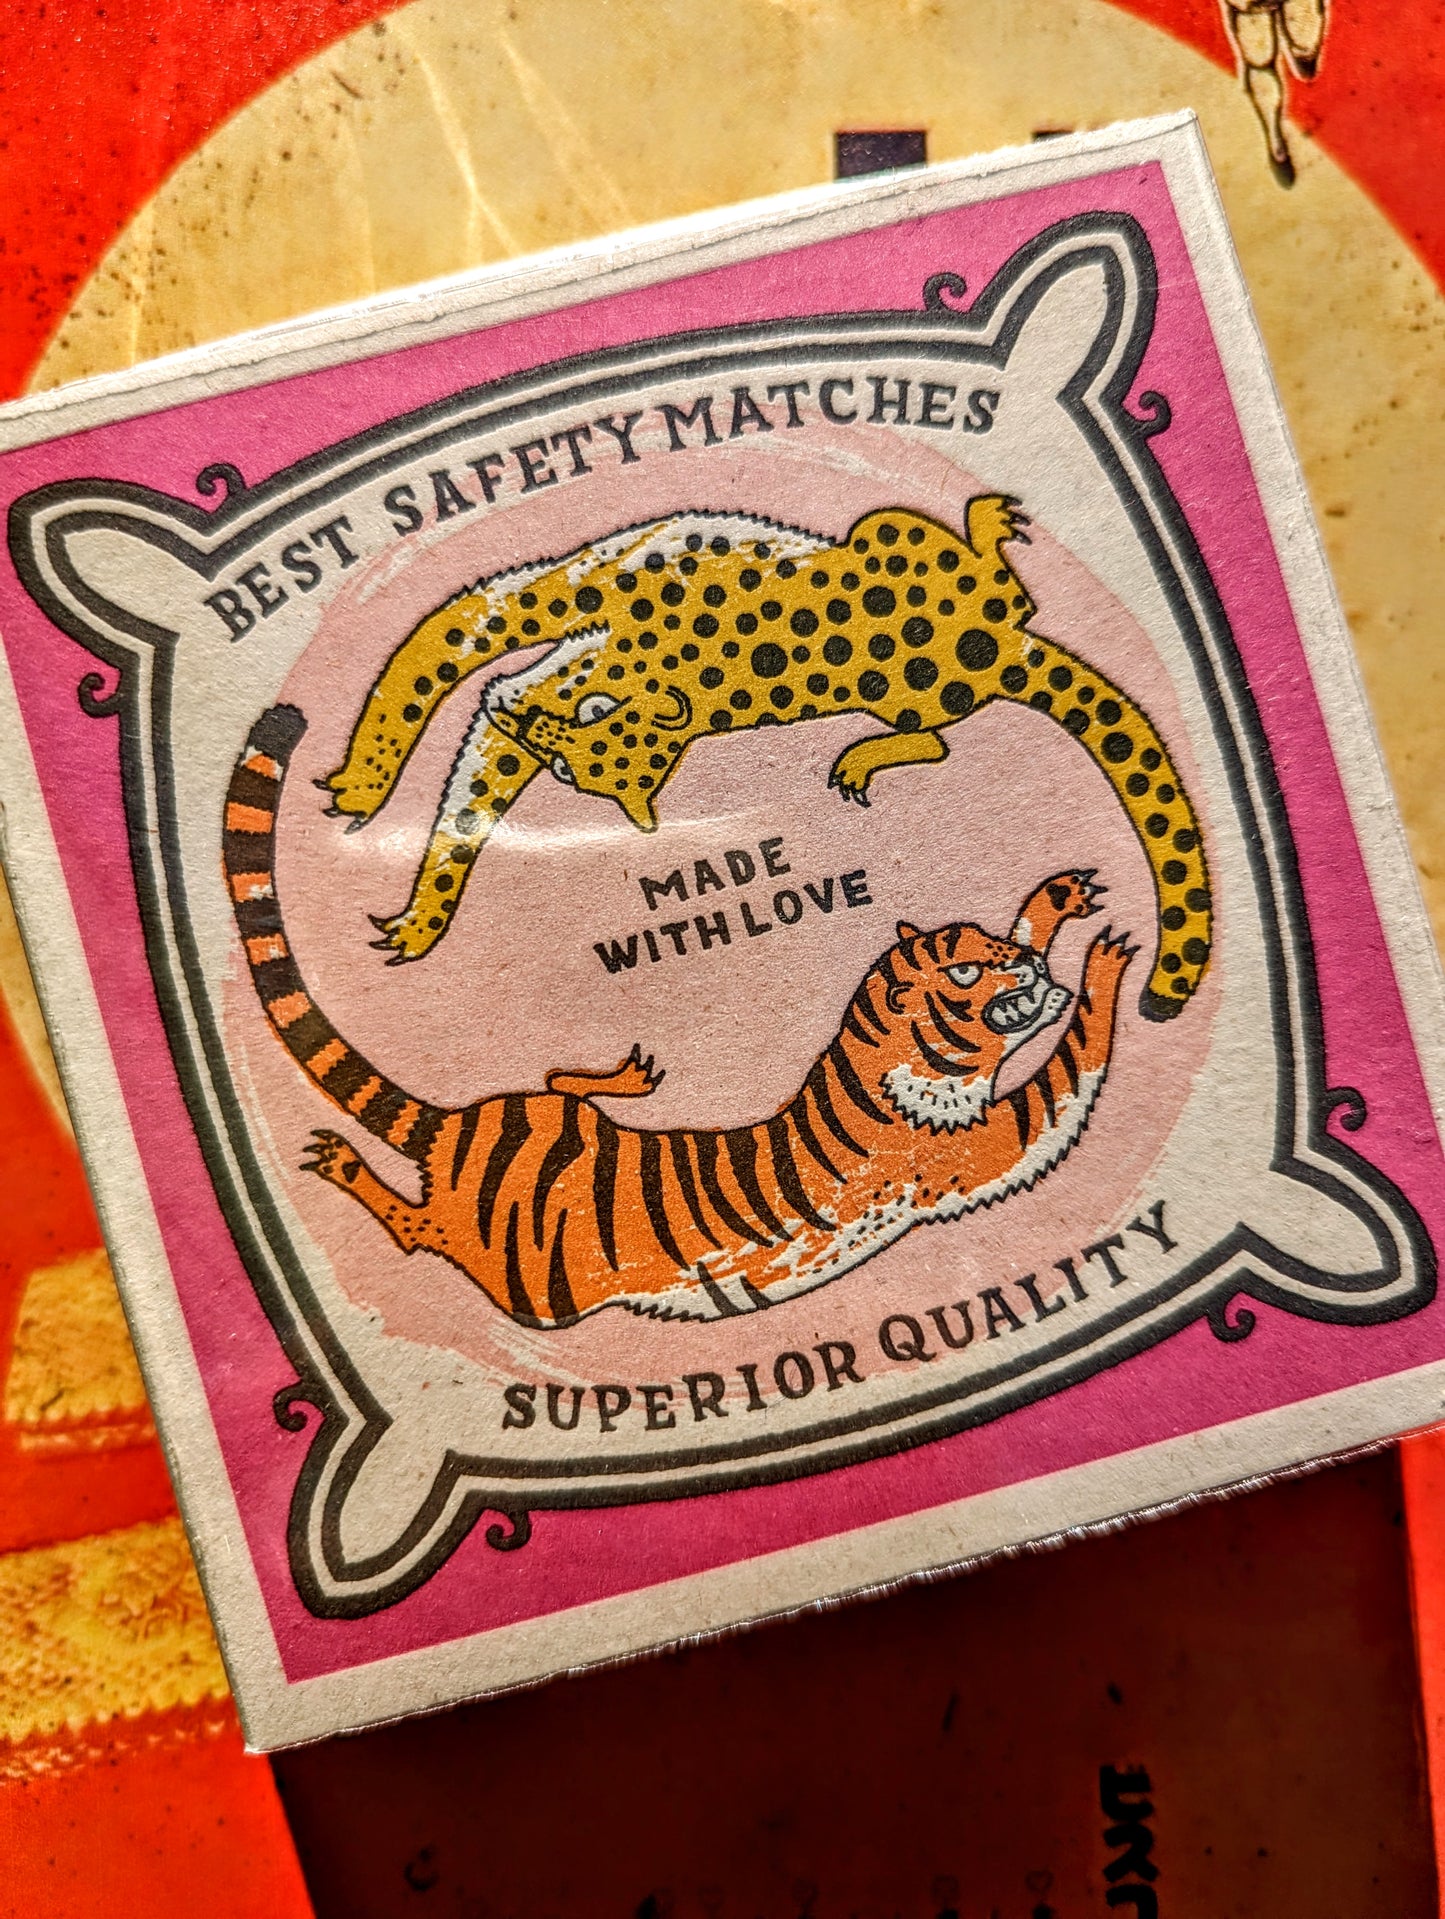 BEST SAFETY MATCHES
MADE
WITH LOVE
SUPERIOR QUALITY